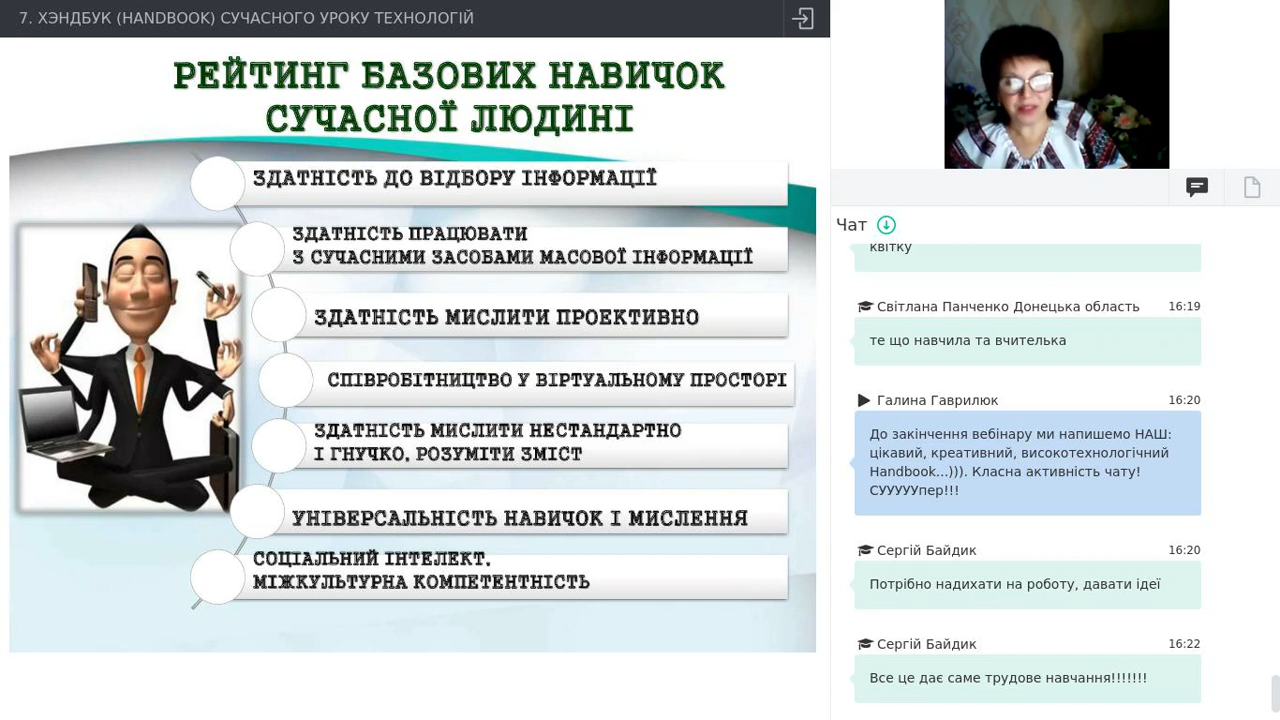 7. ХЭНДБУК (HANDBOOK) СУЧАСНОГО УРОКУ ТЕХНОЛОГІЙ
РЕЙТИНГ БАЗОВИХ НАВИЧОК
СУЧАСНОЇ ЛЮДИНІ
ЗДАТНІСТЬ ДО ВІДБОРУ ІНФОРМАЦІЇ
ЗДАТНІСТЬ ПРАЦЮВАТИ
З СУЧАСНИМИ ЗАСОБАМИ МАСОВОЇ ІНФОРМАЦІЇ
ЗДАТНІСТЬ МИСЛИТИ ПРОЕКТИВНО
СПІВРОБІТНИЦТВО У ВІРТУАЛЬНОМУ ПРОСТОРІ
ЗДАТНІСТЬ МИСЛИТИ НЕСТАНДАРТНО
І ГНУЧКО, РОЗУМІТИ ЗМІСТ
УНІВЕРСАЛЬНІСТЬ НАВИЧОК І МИСЛЕННЯ
СОЦІАЛЬНИЙ ІНТЕЛЕКТ,
МІЖКУЛЬТУРНА КОМПЕТЕНТНІСТЬ
Чат
квітку
Світлана Панченко Донецька область 16:19
те що навчила та вчителька
Галина Гаврилюк 16:20
До закінчення вебінару ми напишемо НАШ:
цікавий, креативний, високотехнологічний
Handbook...))). Класна активність чату!
СУУУУУпер!!!
Сергій Байдик 16:20
Потрібно надихати на роботу, давати ідеї
Сергій Байдик 16:22
Все це дає саме трудове навчання!!!!!!!